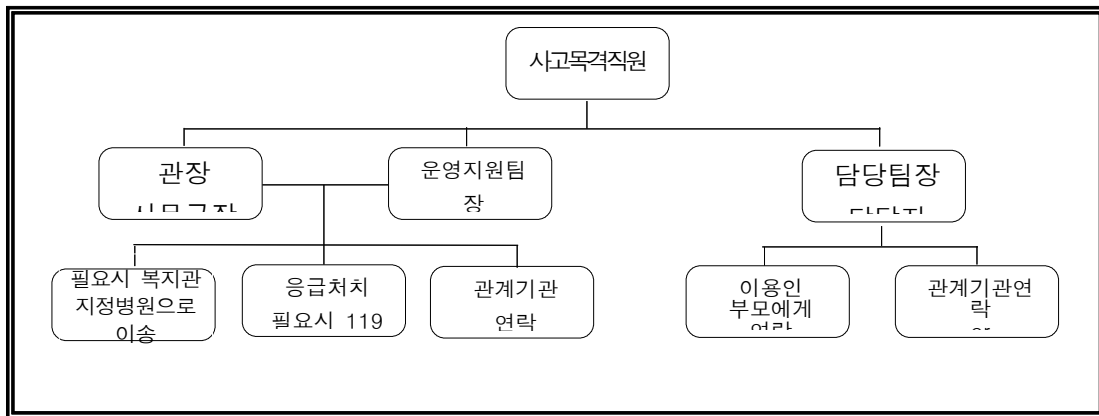 사고목격직원
관장
운영지원팀
장
담당팀장
필요시 복지관
지정병원으로
이송
응급처치
필요시 119
관계기관
연락
이용인
부모에게
관계기관연
락